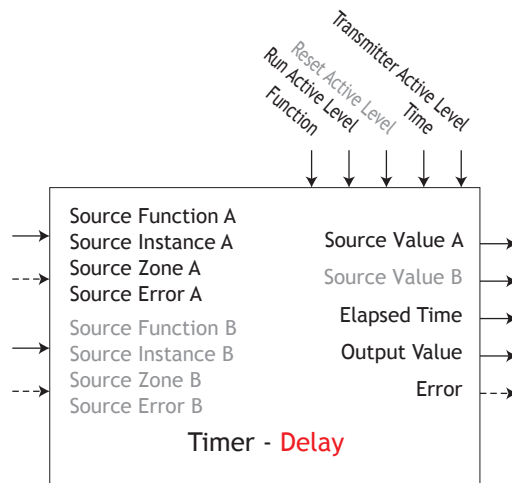 Function
Run Active Level
Reset Active Level
Time
Transmitter Active Level
Source Function A
Source Instance A
Source Zone A
Source Error A
Source Function B
Source Instance B
Source Zone B
Source Error B
Source Value A
Source Value B
Elapsed Time
Output Value
Error
Timer - Delay